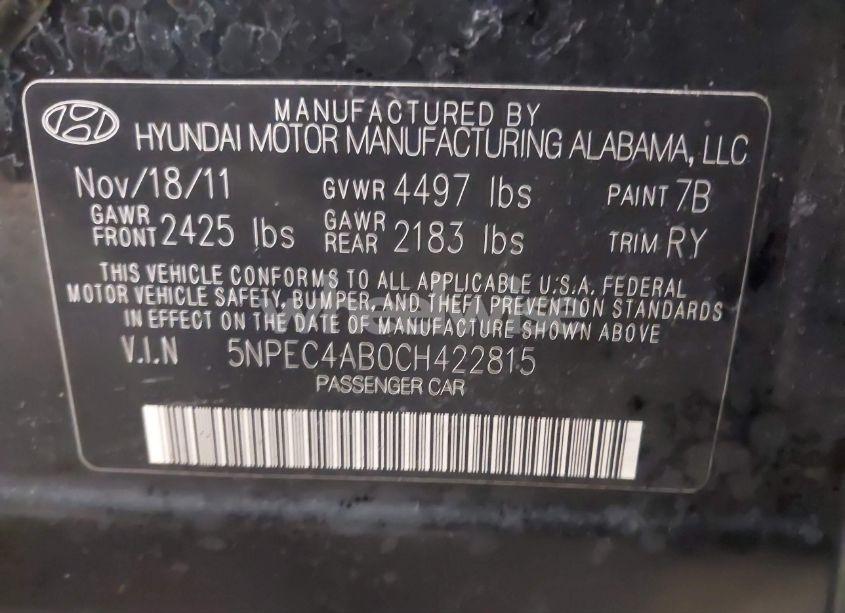 MANUFACTURED BY
HYUNDAI MOTOR MANUFACTURING ALABAMA, LLC
Nov/18/11 GVWR 4497 lbs PAINT 7B
GAWR FRONT 2425 lbs GAWR REAR 2183 lbs TRIM RY
THIS VEHICLE CONFORMS TO ALL APPLICABLE U.S.A. FEDERAL
MOTOR VEHICLE SAFETY, BUMPER, AND THEFT PREVENTION STANDARDS
IN EFFECT ON THE DATE OF MANUFACTURE SHOWN ABOVE
V.I.N 5NPEC4AB0CH422815
PASSENGER CAR